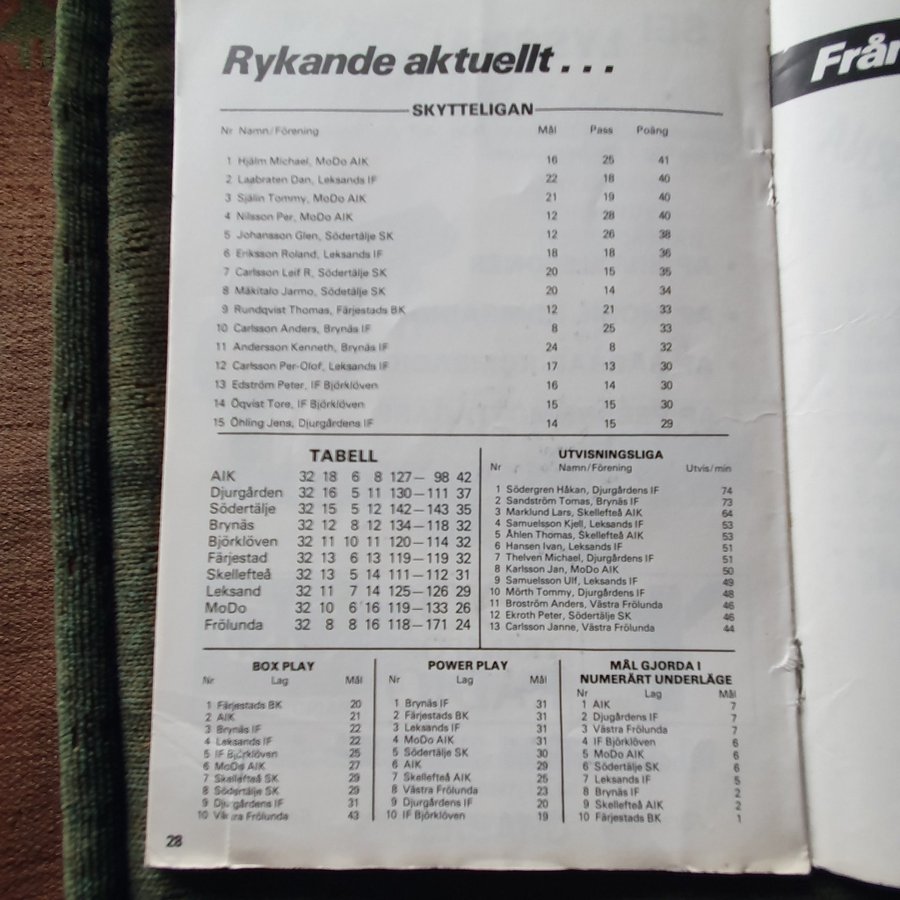 Rykande aktuellt...
Från
SKYTTELIGAN
Nr Namn/Förening Mål Pass Poäng
1 Hjälm Michael, MoDo AIK 16 25 41
2 Laabraten Dan, Leksands IF 22 18 40
3 Själin Tommy, MoDo AIK 21 19 40
4 Nilsson Per, MoDo AIK 12 28 40
5 Johansson Glen, Södertälje SK 12 26 38
6 Eriksson Roland, Leksands IF 18 18 36
7 Carlsson Leif R, Södertälje SK 20 15 35
8 Mäkitalo Jarmo, Södetälje SK 20 14 34
9 Rundqvist Thomas, Färjestads BK 12 21 33
10 Carlsson Anders, Brynäs IF 8 25 33
11 Andersson Kenneth, Brynäs IF 24 8 32
12 Carlsson Per-Olof, Leksands IF 17 13 30
13 Edström Peter, IF Björklöven 16 14 30
14 Öqvist Tore, IF Björklöven 15 15 30
15 Öhling Jens, Djurgårdens IF 14 15 29
TABELL
AIK 32 18 6 8 127— 98 42
Djurgården 32 16 5 11 130—111 37
Södertälje 32 15 5 12 142—143 35
Brynäs 32 12 8 12 134—118 32
Björklöven 32 11 10 11 120—114 32
Färjestad 32 13 6 13 119—119 32
Skellefteå 32 13 5 14 111—112 31
Leksand 32 11 7 14 125—126 29
MoDo 32 10 6 16 119—133 26
Frölunda 32 8 8 16 118—171 24
UTVISNINGSLIGA
Nr Namn/Förening Utvis/min
1 Södergren Håkan, Djurgårdens IF 74
2 Sandström Tomas, Brynäs IF 73
3 Marklund Lars, Skellefteå AIK 64
4 Samuelsson Kjell, Leksands IF 53
5 Åhlen Thomas, Skellefteå AIK 53
6 Hansen Ivan, Leksands IF 51
7 Thelvén Michael, Djurgårdens IF 51
8 Karlsson Jan, MoDo AIK 50
9 Samuelsson Ulf, Leksands IF 49
10 Mörth Tommy, Djurgårdens IF 48
11 Broström Anders, Västra Frölunda 46
12 Ekroth Peter, Södertälje SK 46
13 Carlsson Janne, Västra Frölunda 44
BOX PLAY
Nr Lag Mål
1 Färjestads BK 20
2 AIK 21
3 Brynäs IF 22
4 Leksands IF 22
5 IF Björklöven 25
6 MoDo AIK 27
7 Skellefteå SK 29
8 Södertälje SK 29
9 Djurgårdens IF 31
10 Västra Frölunda 43
POWER PLAY
Nr Lag Mål
1 Brynäs IF 31
2 Färjestads BK 31
3 Leksands IF 31
4 MoDo AIK 31
5 Södertälje SK 30
6 AIK 29
7 Skellefteå AIK 25
8 Västra Frölunda 23
9 Djurgårdens IF 20
10 IF Björklöven 19
MÅL GJORDA I
NUMERÄRT UNDERLÄGE
Nr Lag Mål
1 AIK 7
2 Djugårdens IF 7
3 Västra Frölunda 7
4 IF Björklöven 6
5 MoDo AIK 6
6 Södertälje SK 6
7 Leksands IF 5
8 Brynäs IF 2
9 Skellefteå AIK 2
10 Färjestads BK 1
28